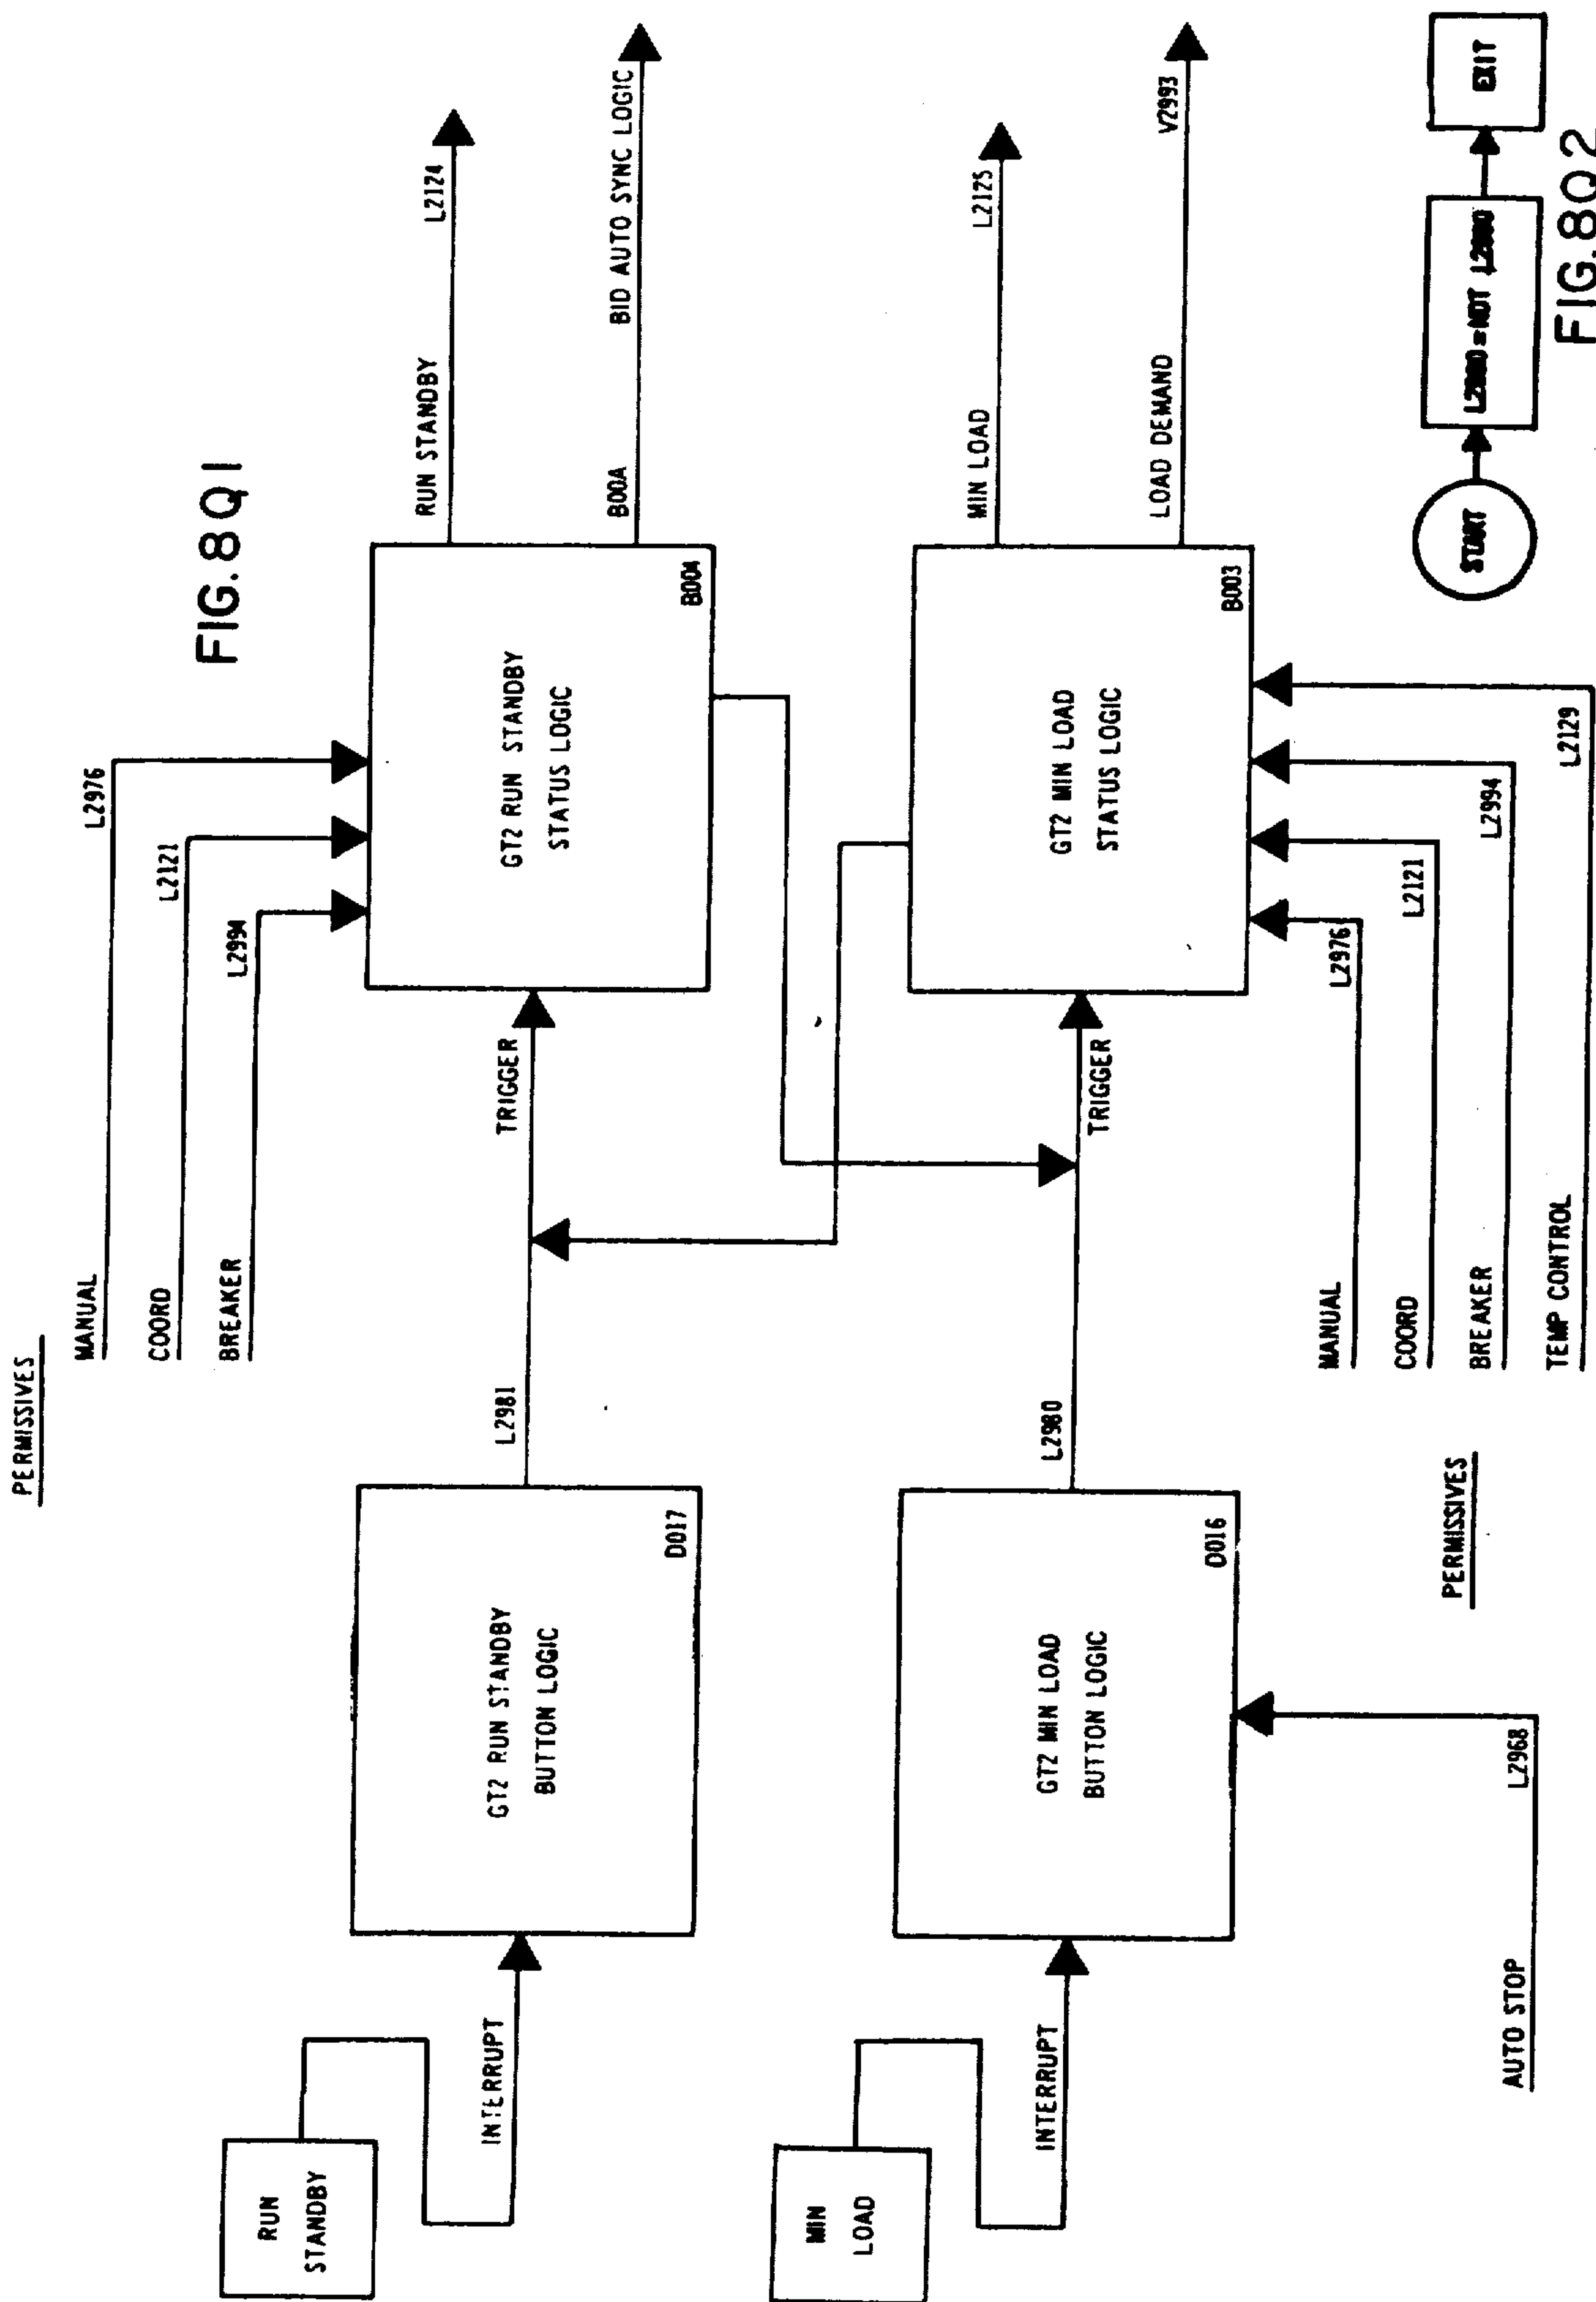 FIG.8Q1
PERMISSIVES
MANUAL
L2976
COORD
L2121
BREAKER
L2994
RUN
STANDBY
INTERRUPT
GT2 RUN STANDBY
BUTTON LOGIC
D017
L2981
TRIGGER
GT2 RUN STANDBY
STATUS LOGIC
B004
RUN STANDBY
L2124
B00A
BID AUTO SYNC LOGIC
MIN
LOAD
INTERRUPT
GT2 MIN LOAD
BUTTON LOGIC
D016
L2980
TRIGGER
GT2 MIN LOAD
STATUS LOGIC
B003
MIN LOAD
L2125
LOAD DEMAND
V2993
AUTO STOP
L2968
PERMISSIVES
MANUAL
L2976
COORD
L2121
BREAKER
L2994
TEMP CONTROL
L2129
START
L2980=NOT L2980
EXIT
FIG.8Q2